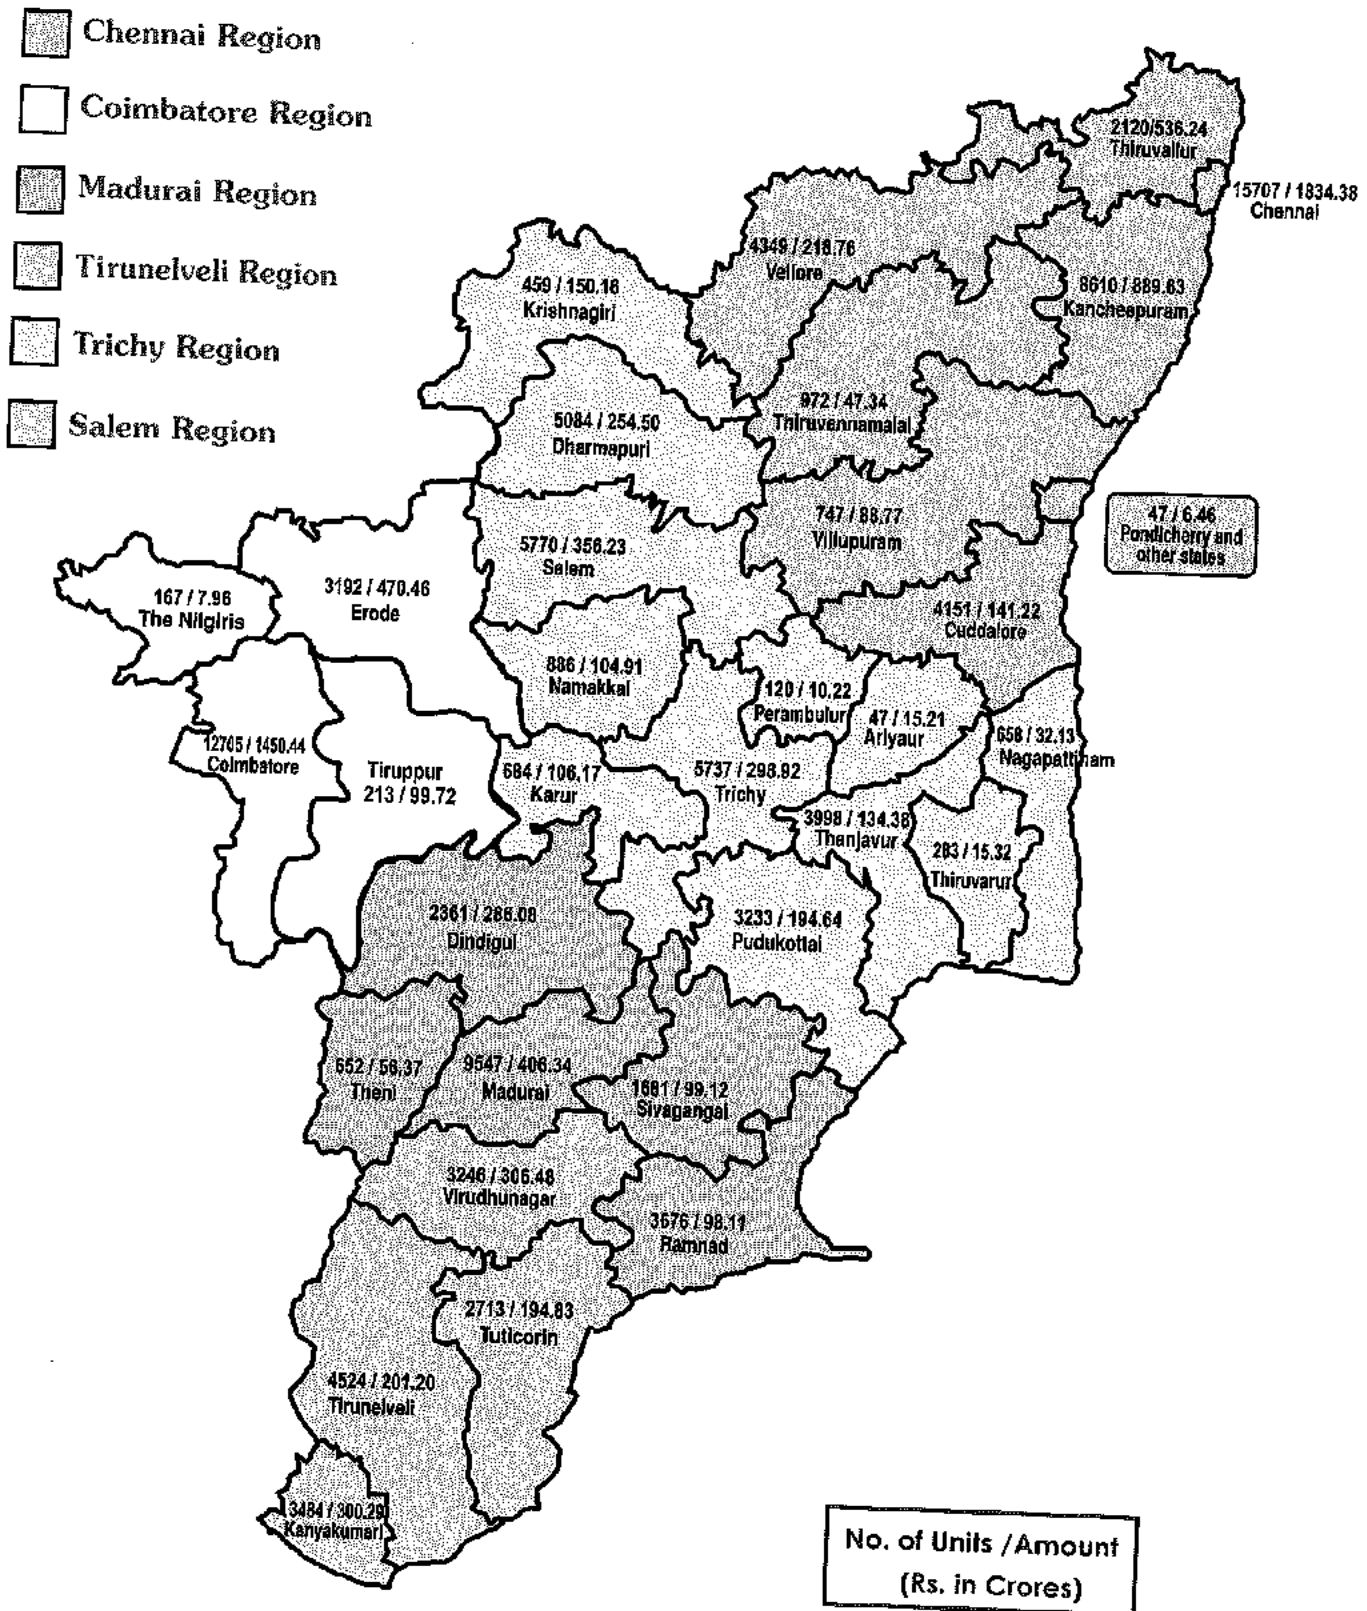 Chennai Region
Coimbatore Region
Madurai Region
Tirunelveli Region
Trichy Region
Salem Region
2120/536.24
Thiruvallur
15707 / 1834.38
Chennai
4349 / 216.76
Vellore
8610 / 889.63
Kancheepuram
459 / 150.16
Krishnagiri
972 / 47.34
Thiruvannamalai
5084 / 254.50
Dharmapuri
747 / 88.77
Villupuram
47 / 6.46
Pondicherry and
other states
5770 / 356.23
Salem
3192 / 470.46
Erode
167 / 7.96
The Nilgiris
4151 / 141.22
Cuddalore
886 / 104.91
Namakkal
120 / 10.22
Perambulur
47 / 15.21
Ariyaur
658 / 32.13
Nagapattinam
12705 / 1450.44
Coimbatore
Tiruppur
213 / 99.72
684 / 106.17
Karur
5737 / 298.92
Trichy
3998 / 134.38
Thanjavur
283 / 15.32
Thiruvarur
2361 / 286.08
Dindigul
3233 / 194.64
Pudukottai
652 / 56.37
Theni
9547 / 406.34
Madurai
1681 / 99.12
Sivagangai
3246 / 306.48
Virudhunagar
3676 / 98.11
Ramnad
2713 / 194.83
Tuticorin
4524 / 201.20
Tirunelveli
3484 / 300.29
Kanyakumari
No. of Units /Amount
(Rs. in Crores)